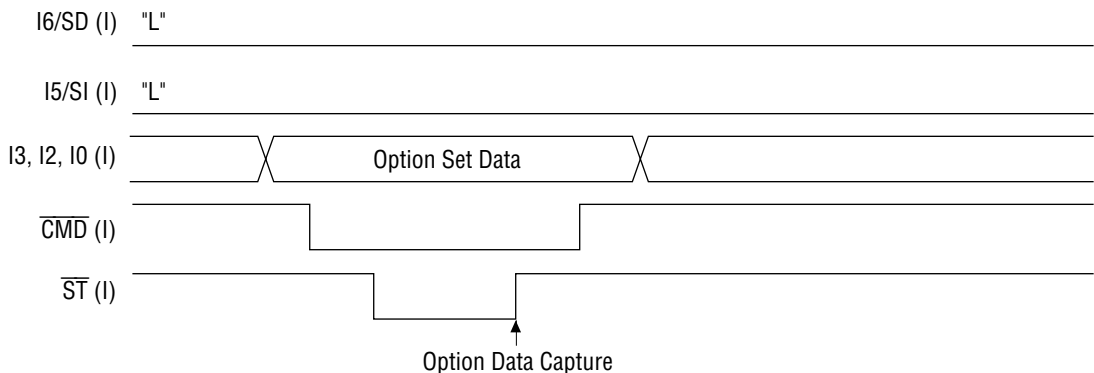 I6/SD (I) "L"
I5/SI (I) "L"
I3, I2, I0 (I) Option Set Data
CMD (I)
ST (I)
Option Data Capture